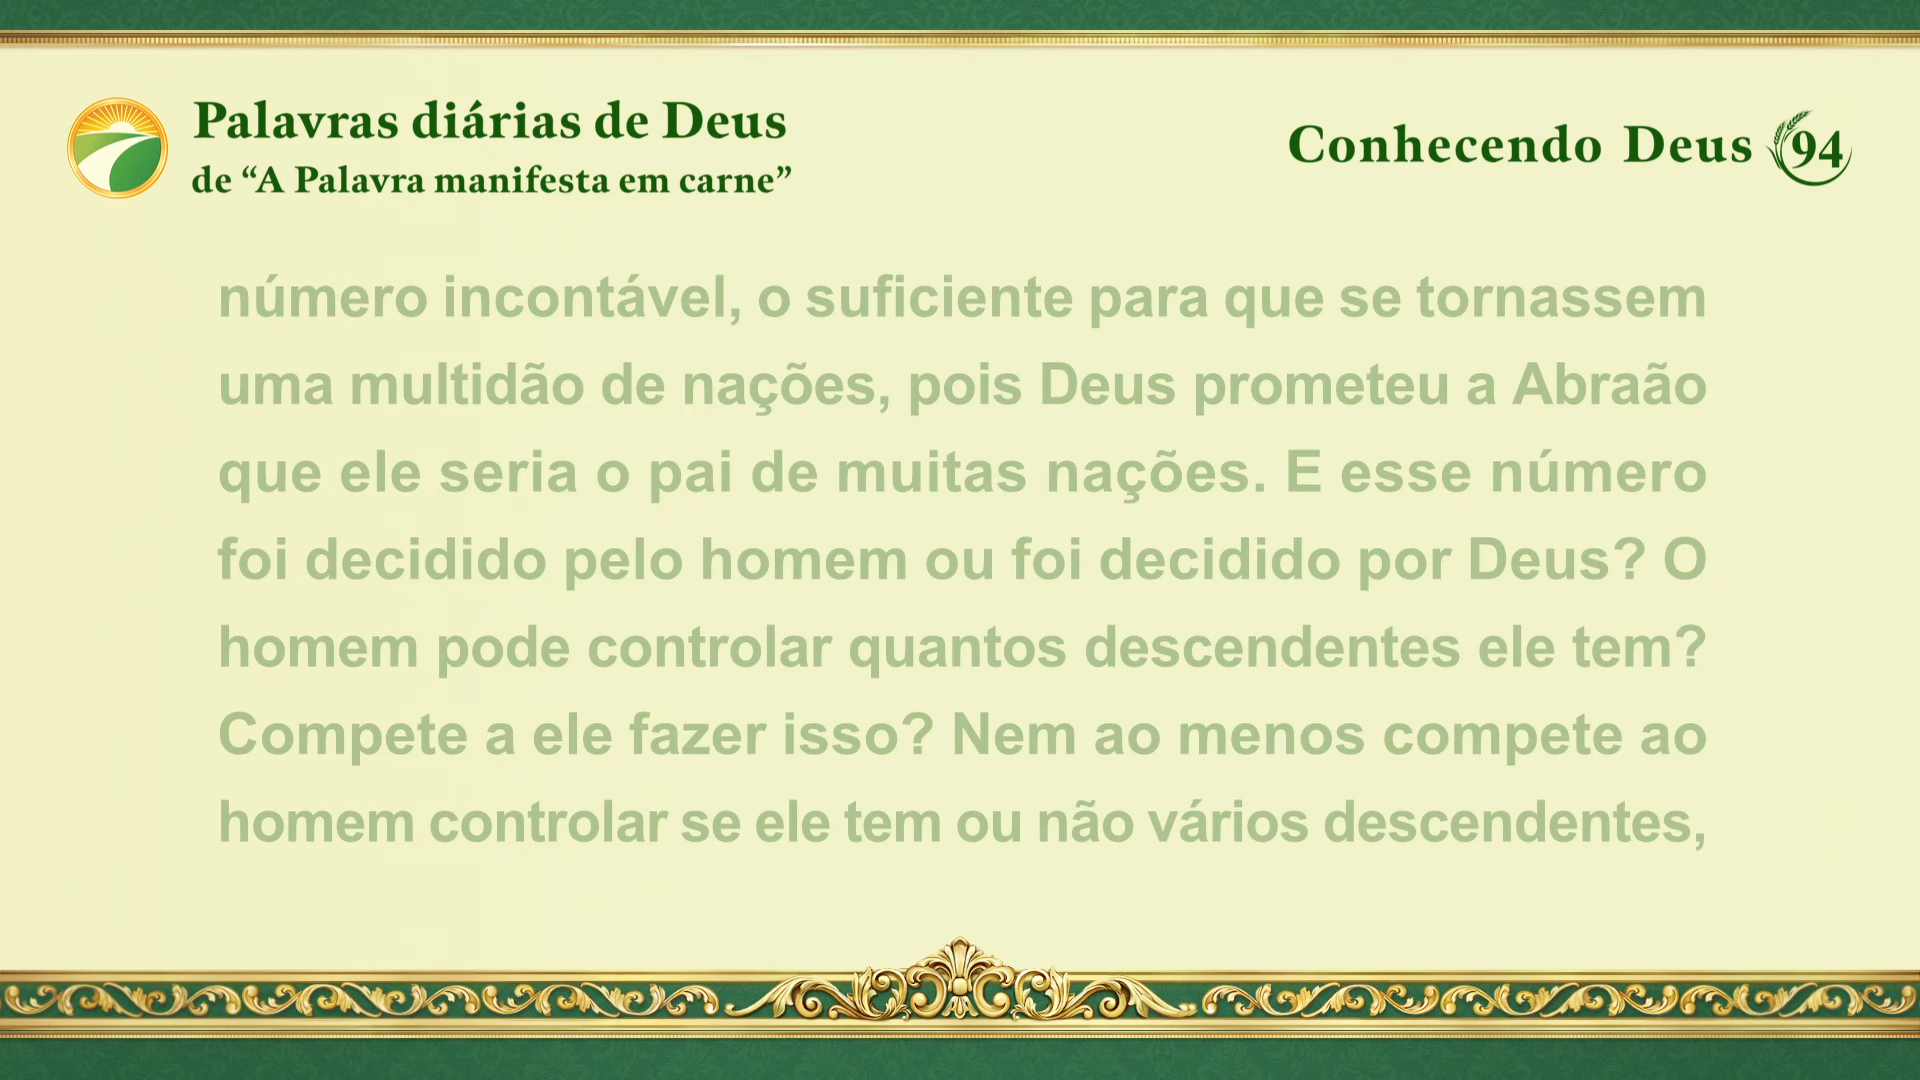 Palavras diárias de Deus
de “A Palavra manifesta em carne”
Conhecendo Deus 94
número incontável, o suficiente para que se tornassem
uma multidão de nações, pois Deus prometeu a Abraão
que ele seria o pai de muitas nações. E esse número
foi decidido pelo homem ou foi decidido por Deus? O
homem pode controlar quantos descendentes ele tem?
Compete a ele fazer isso? Nem ao menos compete ao
homem controlar se ele tem ou não vários descendentes,